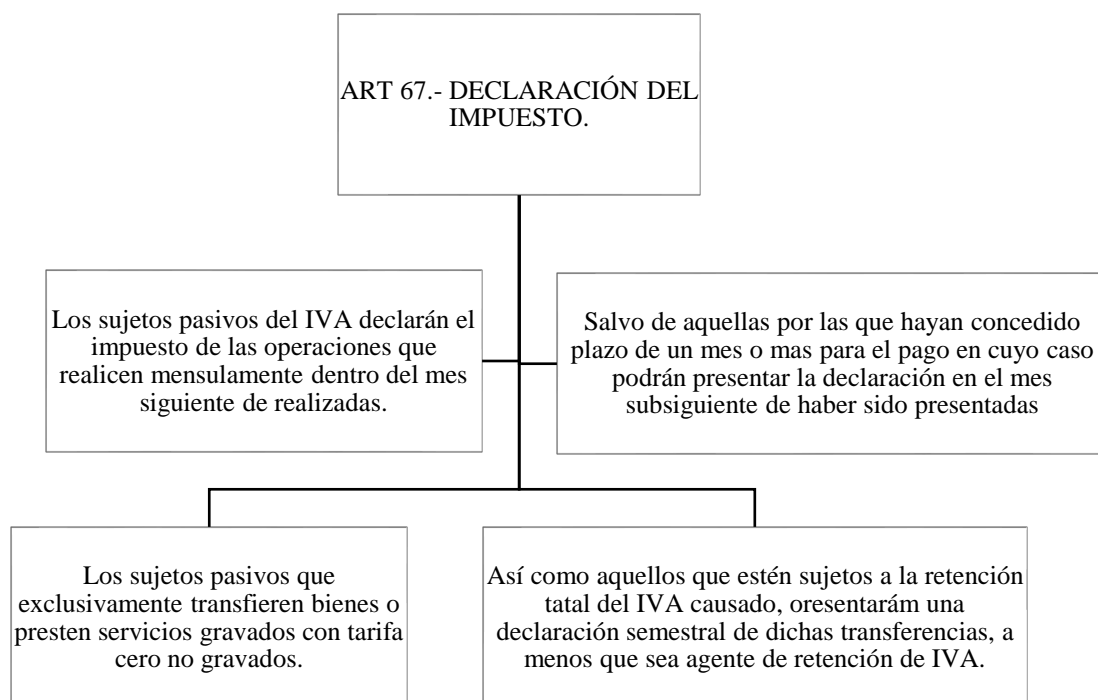 ART 67.- DECLARACIÓN DEL
IMPUESTO.
Los sujetos pasivos del IVA declarán el
impuesto de las operaciones que
realicen mensulamente dentro del mes
siguiente de realizadas.
Salvo de aquellas por las que hayan concedido
plazo de un mes o mas para el pago en cuyo caso
podrán presentar la declaración en el mes
subsiguiente de haber sido presentadas
Los sujetos pasivos que
exclusivamente transfieren bienes o
presten servicios gravados con tarifa
cero no gravados.
Así como aquellos que estén sujetos a la retención
tatal del IVA causado, oresentarám una
declaración semestral de dichas transferencias, a
menos que sea agente de retención de IVA.